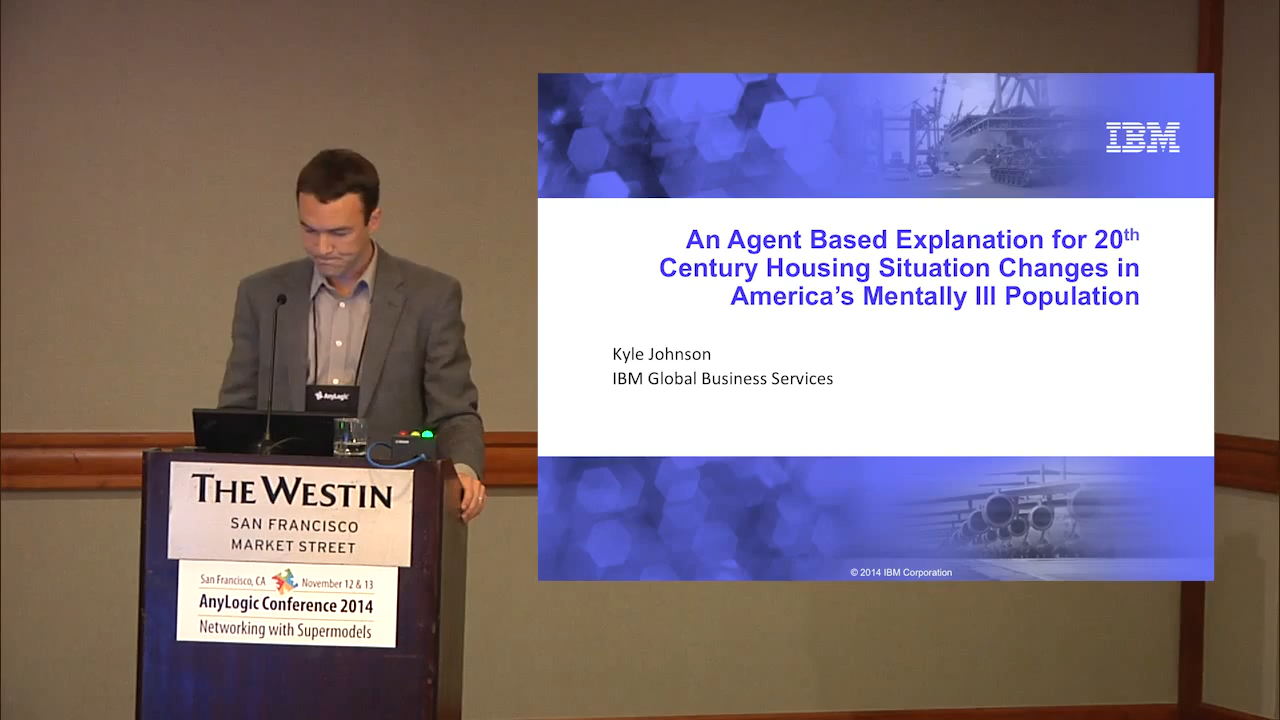 IBM
An Agent Based Explanation for 20th
Century Housing Situation Changes in
America's Mentally Ill Population
Kyle Johnson
IBM Global Business Services
© 2014 IBM Corporation
AnyLogic
THE WESTIN
SAN FRANCISCO
MARKET STREET
San Francisco, CA November 12 & 13
AnyLogic Conference 2014
Networking with Supermodels